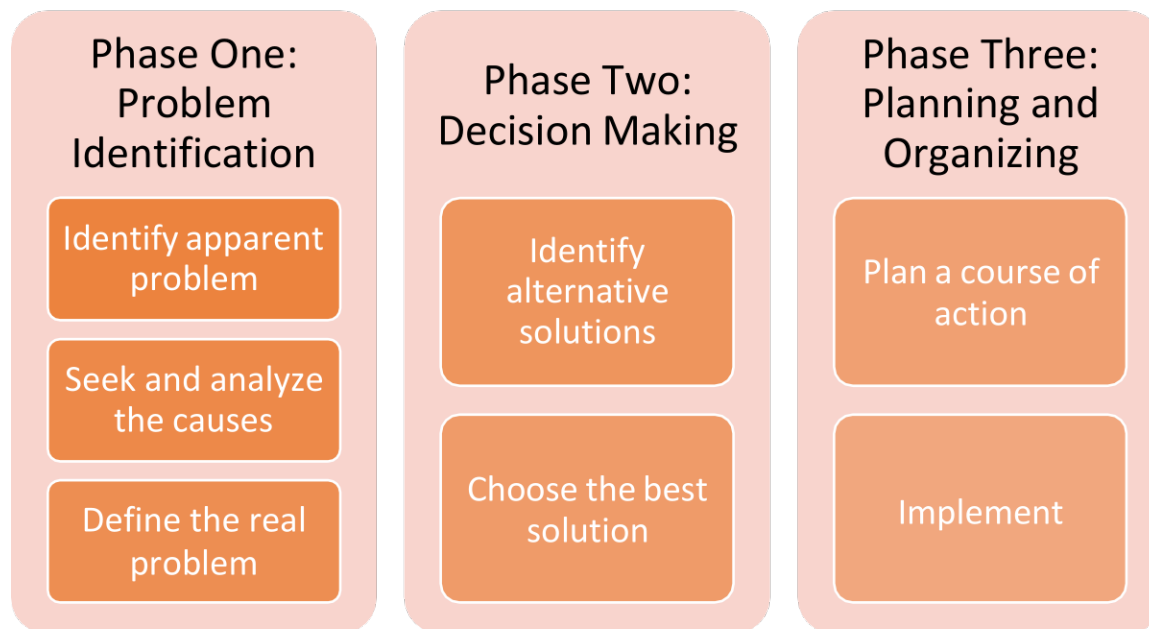 Phase One:
Problem
Identification
Identify apparent
problem
Seek and analyze
the causes
Define the real
problem
Phase Two:
Decision Making
Identify
alternative
solutions
Choose the best
solution
Phase Three:
Planning and
Organizing
Plan a course of
action
Implement